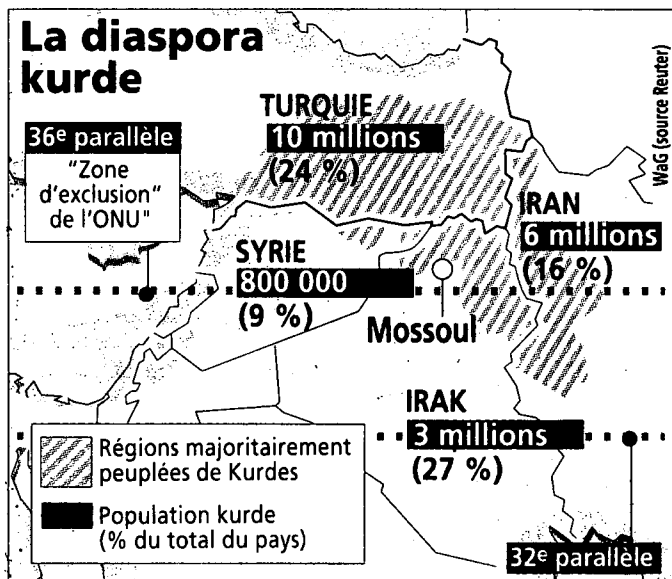 La diaspora
kurde
36e parallèle
"Zone
d'exclusion"
de l'ONU"
TURQUIE
10 millions
(24 %)
IRAN
6 millions
(16 %)
SYRIE
800 000
(9 %)
Mossoul
IRAK
3 millions
(27 %)
Régions majoritairement
peuplées de Kurdes
Population kurde
(% du total du pays)
32e parallèle
WaG (source Reuter)